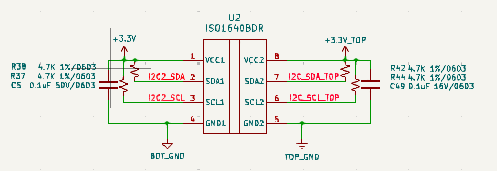 U2
ISO1640BDR
+3.3V
+3.3V_TOP
1 VCC1 VCC2 8
R38 4.7K 1%/0603
R37 4.7K 1%/0603
C5 0.1uF 50V/0603
I2C2_SDA 2 SDA1 SDA2 7 I2C_SDA_TOP
R42 4.7K 1%/0603
R44 4.7K 1%/0603
C49 0.1uF 16V/0603
I2C2_SCL 3 SCL1 SCL2 6 I2C_SCL_TOP
4 GND1 GND2 5
BOT_GND
TOP_GND